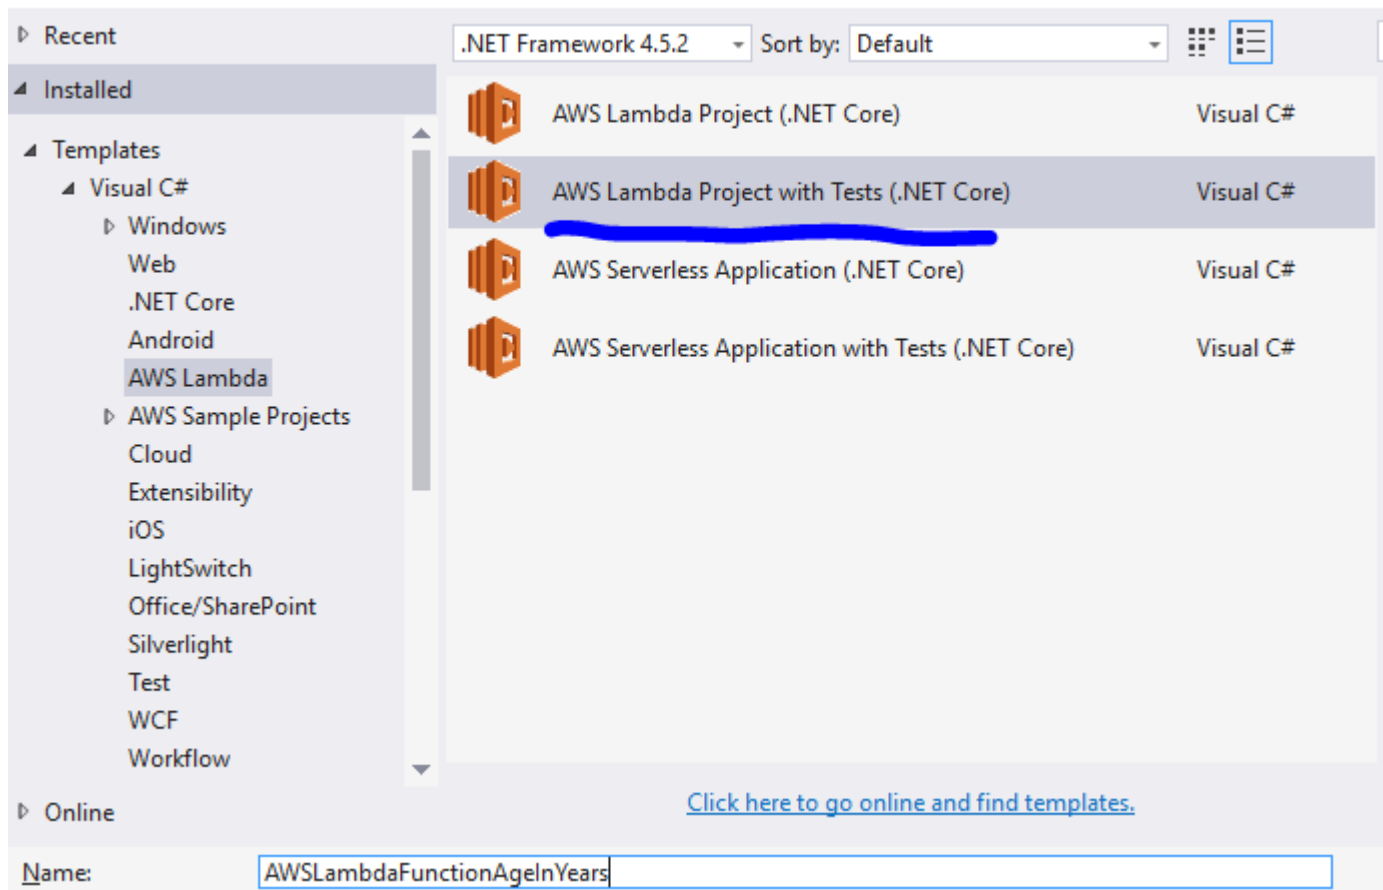 Recent
Installed
Templates
Visual C#
Windows
Web
.NET Core
Android
AWS Lambda
AWS Sample Projects
Cloud
Extensibility
iOS
LightSwitch
Office/SharePoint
Silverlight
Test
WCF
Workflow
Online
.NET Framework 4.5.2 Sort by: Default
AWS Lambda Project (.NET Core) Visual C#
AWS Lambda Project with Tests (.NET Core) Visual C#
AWS Serverless Application (.NET Core) Visual C#
AWS Serverless Application with Tests (.NET Core) Visual C#
Click here to go online and find templates.
Name: AWSLambdaFunctionAgeInYears